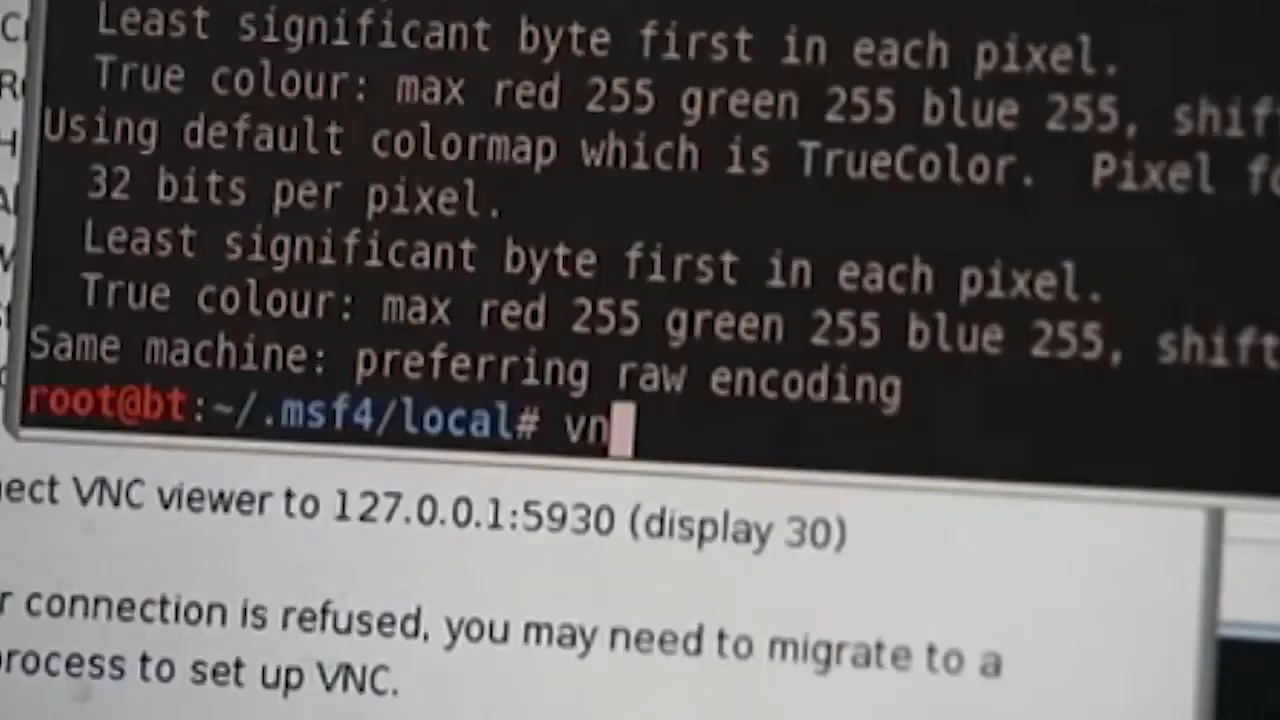 Least significant byte first in each pixel.
True colour: max red 255 green 255 blue 255, shif
Using default colormap which is TrueColor. Pixel fo
32 bits per pixel.
Least significant byte first in each pixel.
True colour: max red 255 green 255 blue 255, shift
Same machine: preferring raw encoding
root@bt:~/.msf4/local# vn
ect VNC viewer to 127.0.0.1:5930 (display 30)
r connection is refused, you may need to migrate to a
process to set up VNC.